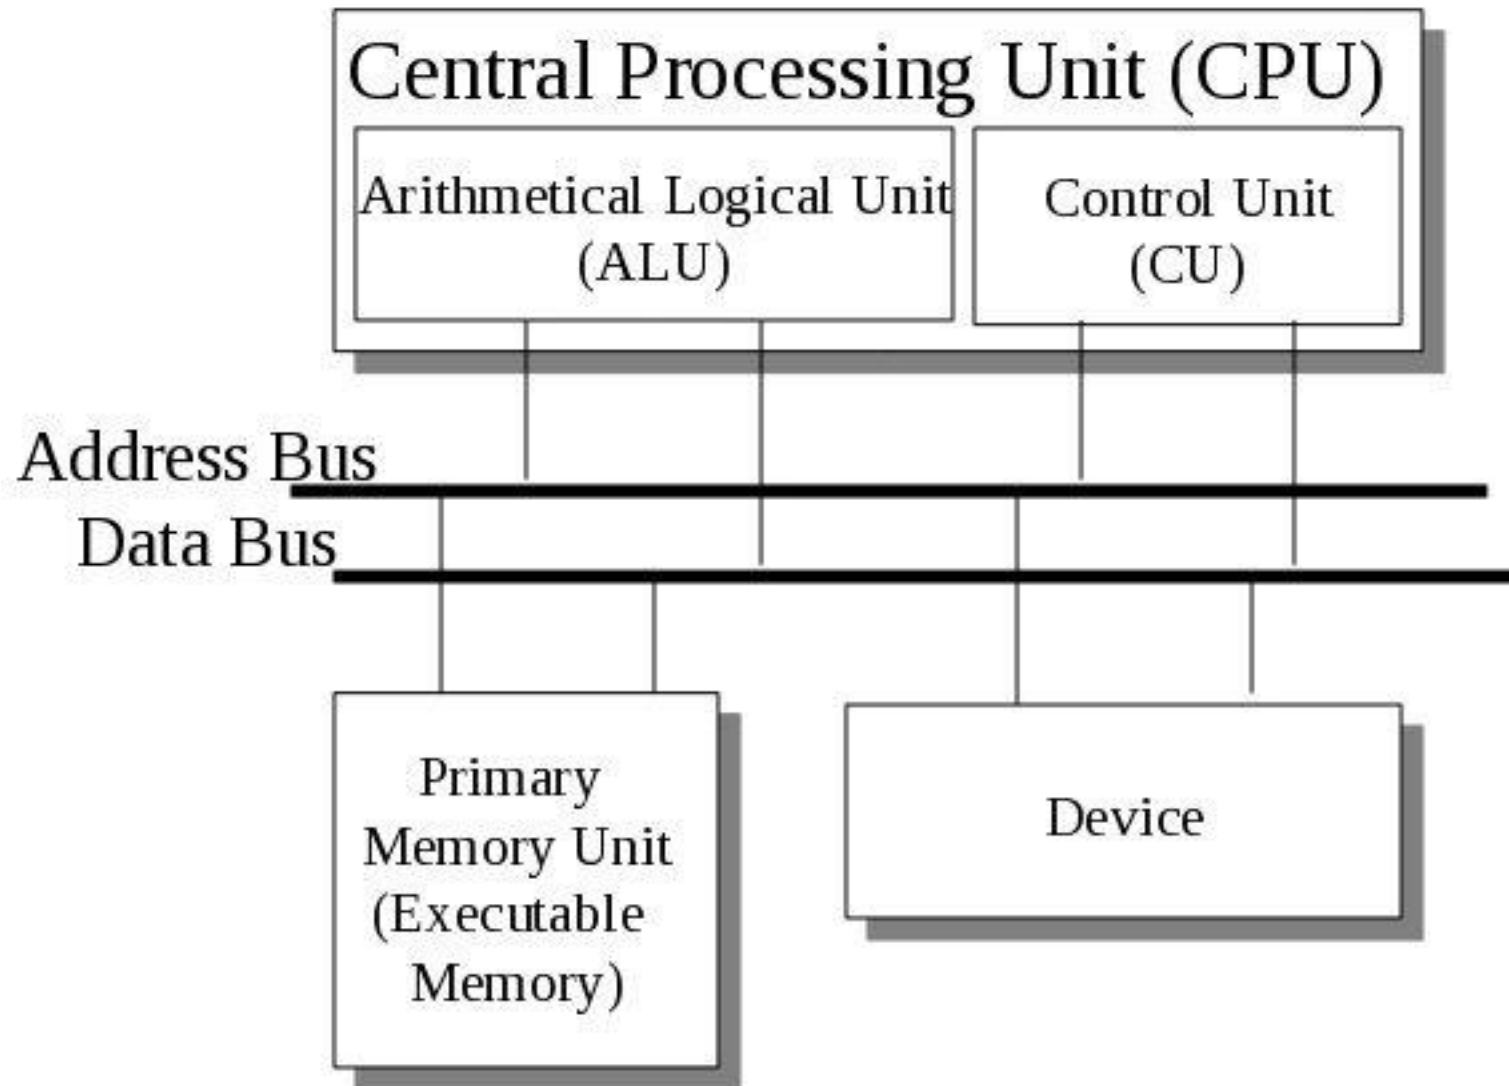 Central Processing Unit (CPU)
Arithmetical Logical Unit
(ALU)
Control Unit
(CU)
Address Bus
Data Bus
Primary
Memory Unit
(Executable
Memory)
Device